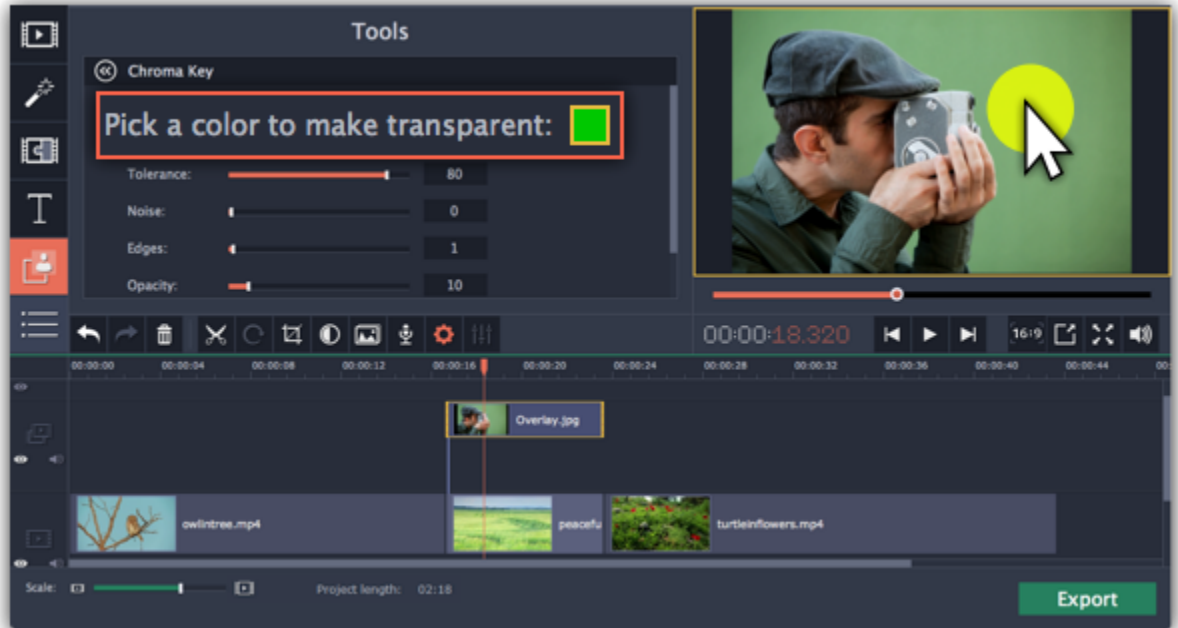 Tools
Chroma Key
Pick a color to make transparent:
Tolerance: 80
Noise: 0
Edges: 1
Opacity: 10
T
00:00:18.320
16:9
00:00:00 00:00:04 00:00:08 00:00:12 00:00:16 00:00:20 00:00:24 00:00:28 00:00:32 00:00:36 00:00:40 00:00:44 00:
Overlay.jpg
owlintree.mp4 peacefu turtleinflowers.mp4
Scale: Project length: 02:18
Export